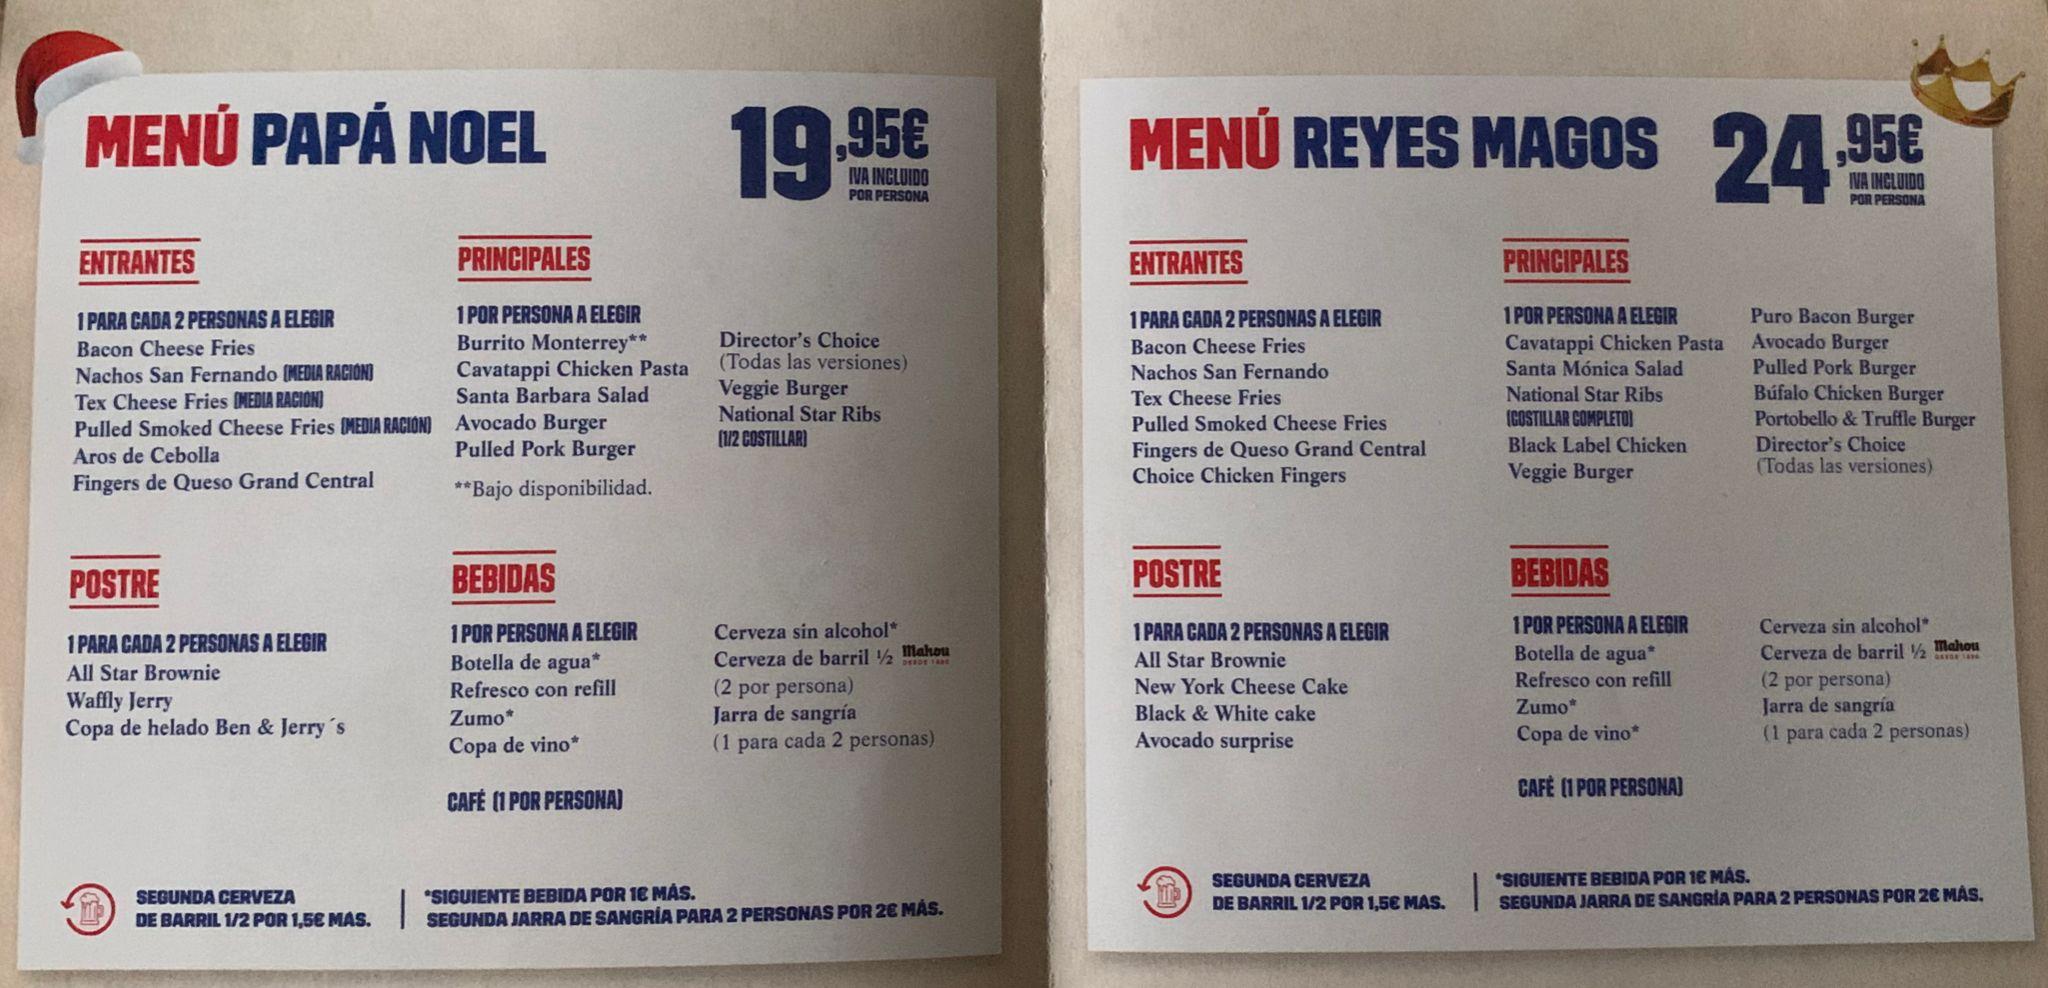 MENÚ PAPÁ NOEL
19,95€
IVA INCLUIDO
POR PERSONA
ENTRANTES
1 PARA CADA 2 PERSONAS A ELEGIR
Bacon Cheese Fries
Nachos San Fernando (MEDIA RACIÓN)
Tex Cheese Fries (MEDIA RACIÓN)
Pulled Smoked Cheese Fries (MEDIA RACIÓN)
Aros de Cebolla
Fingers de Queso Grand Central
PRINCIPALES
1 POR PERSONA A ELEGIR
Burrito Monterrey**
Cavatappi Chicken Pasta
Santa Barbara Salad
Avocado Burger
Pulled Pork Burger
**Bajo disponibilidad.
Director's Choice
(Todas las versiones)
Veggie Burger
National Star Ribs
(1/2 COSTILLAR)
POSTRE
1 PARA CADA 2 PERSONAS A ELEGIR
All Star Brownie
Waffly Jerry
Copa de helado Ben & Jerry´s
BEBIDAS
1 POR PERSONA A ELEGIR
Botella de agua*
Refresco con refill
Zumo*
Copa de vino*
Cerveza sin alcohol*
Cerveza de barril ½ Mahou
DESDE 1890
(2 por persona)
Jarra de sangría
(1 para cada 2 personas)
CAFÉ (1 POR PERSONA)
SEGUNDA CERVEZA
DE BARRIL 1/2 POR 1,5€ MÁS.
*SIGUIENTE BEBIDA POR 1€ MÁS.
SEGUNDA JARRA DE SANGRÍA PARA 2 PERSONAS POR 2€ MÁS.
MENÚ REYES MAGOS
24,95€
IVA INCLUIDO
POR PERSONA
ENTRANTES
1 PARA CADA 2 PERSONAS A ELEGIR
Bacon Cheese Fries
Nachos San Fernando
Tex Cheese Fries
Pulled Smoked Cheese Fries
Fingers de Queso Grand Central
Choice Chicken Fingers
PRINCIPALES
1 POR PERSONA A ELEGIR
Cavatappi Chicken Pasta
Santa Mónica Salad
National Star Ribs
(COSTILLAR COMPLETO)
Black Label Chicken
Veggie Burger
Puro Bacon Burger
Avocado Burger
Pulled Pork Burger
Búfalo Chicken Burger
Portobello & Truffle Burger
Director's Choice
(Todas las versiones)
POSTRE
1 PARA CADA 2 PERSONAS A ELEGIR
All Star Brownie
New York Cheese Cake
Black & White cake
Avocado surprise
BEBIDAS
1 POR PERSONA A ELEGIR
Botella de agua*
Refresco con refill
Zumo*
Copa de vino*
Cerveza sin alcohol*
Cerveza de barril ½ Mahou
DESDE 1890
(2 por persona)
Jarra de sangría
(1 para cada 2 personas)
CAFÉ (1 POR PERSONA)
SEGUNDA CERVEZA
DE BARRIL 1/2 POR 1,5€ MÁS.
*SIGUIENTE BEBIDA POR 1€ MÁS.
SEGUNDA JARRA DE SANGRÍA PARA 2 PERSONAS POR 2€ MÁS.